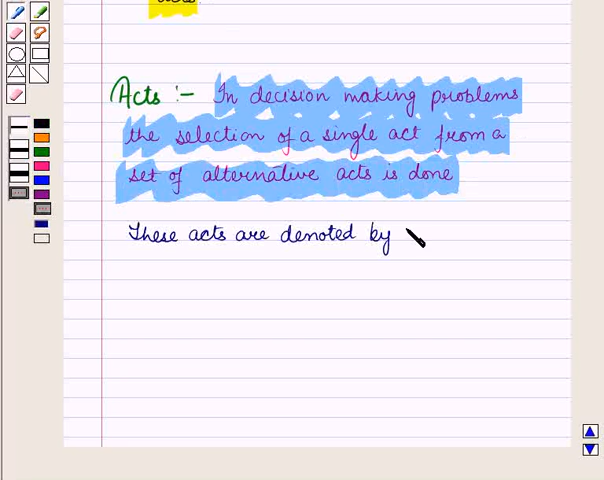 acts.
Acts :- In decision making problems
the selection of a single act from a
set of alternative acts is done
These acts are denoted by